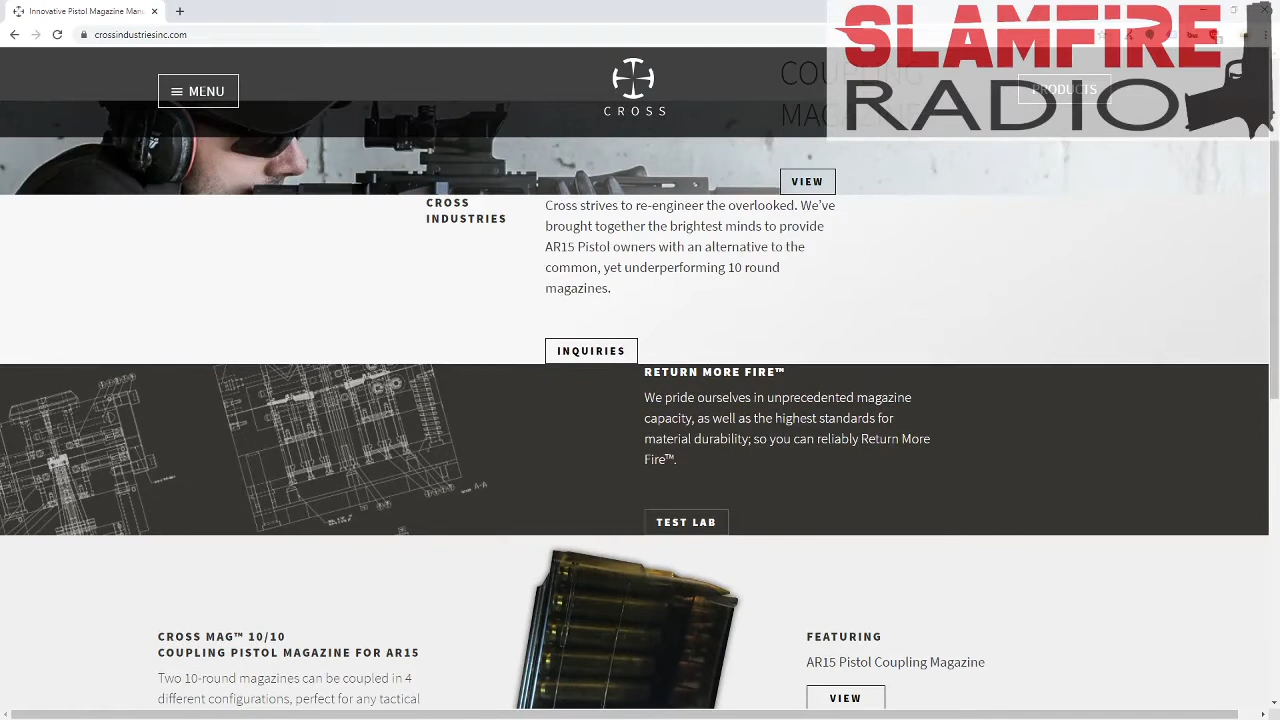 Innovative Pistol Magazine Man
crossindustriesinc.com
SLAMFIRE
RADIO
MENU
CROSS
COUPLING
PRODUCTS
VIEW
CROSS
INDUSTRIES
Cross strives to re-engineer the overlooked. We've
brought together the brightest minds to provide
AR15 Pistol owners with an alternative to the
common, yet underperforming 10 round
magazines.
INQUIRIES
RETURN MORE FIRE™
We pride ourselves in unprecedented magazine
capacity, as well as the highest standards for
material durability; so you can reliably Return More
Fire™.
TEST LAB
CROSS MAG™ 10/10
COUPLING PISTOL MAGAZINE FOR AR15
Two 10-round magazines can be coupled in 4
different configurations, perfect for any tactical
FEATURING
AR15 Pistol Coupling Magazine
VIEW